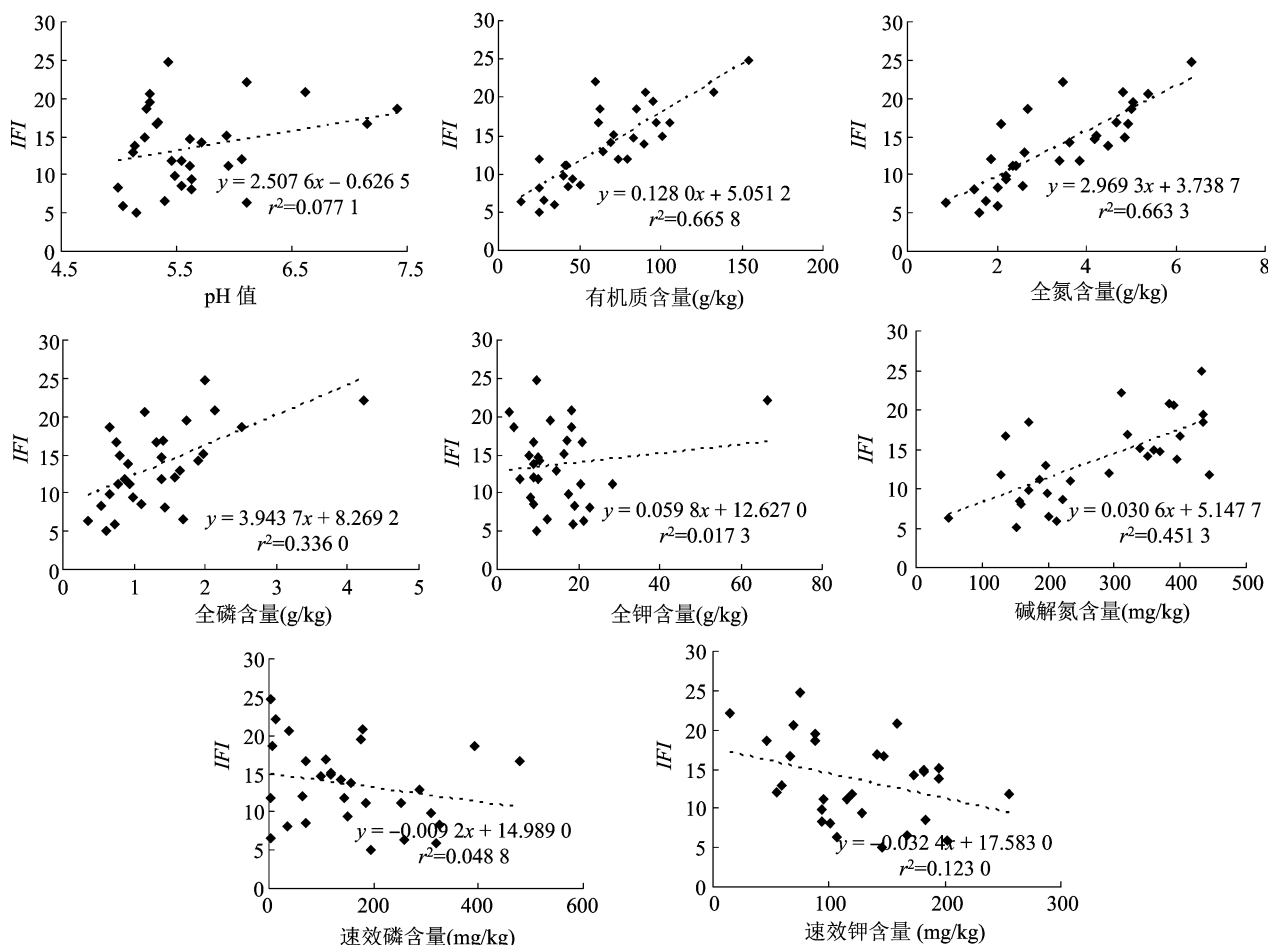 30
25
20
15
10
5
0
IFI
y = 2.507 6x − 0.626 5
r²=0.077 1
4.5 5.5 6.5 7.5
pH 值
30
25
20
15
10
5
0
IFI
y = 0.128 0x + 5.051 2
r²=0.665 8
0 50 100 150 200
有机质含量(g/kg)
30
25
20
15
10
5
0
IFI
y = 2.969 3x + 3.738 7
r²=0.663 3
0 2 4 6 8
全氮含量(g/kg)
30
25
20
15
10
5
0
IFI
y = 3.943 7x + 8.269 2
r²=0.336 0
0 1 2 3 4 5
全磷含量(g/kg)
30
25
20
15
10
5
0
IFI
y = 0.059 8x + 12.627 0
r²=0.017 3
0 20 40 60 80
全钾含量(g/kg)
30
25
20
15
10
5
0
IFI
y = 0.030 6x + 5.147 7
r²=0.451 3
0 100 200 300 400 500
碱解氮含量(mg/kg)
30
25
20
15
10
5
0
IFI
y = −0.009 2x + 14.989 0
r²=0.048 8
0 200 400 600
速效磷含量(mg/kg)
30
25
20
15
10
5
0
IFI
y = −0.032 4x + 17.583 0
r²=0.123 0
0 100 200 300
速效钾含量 (mg/kg)